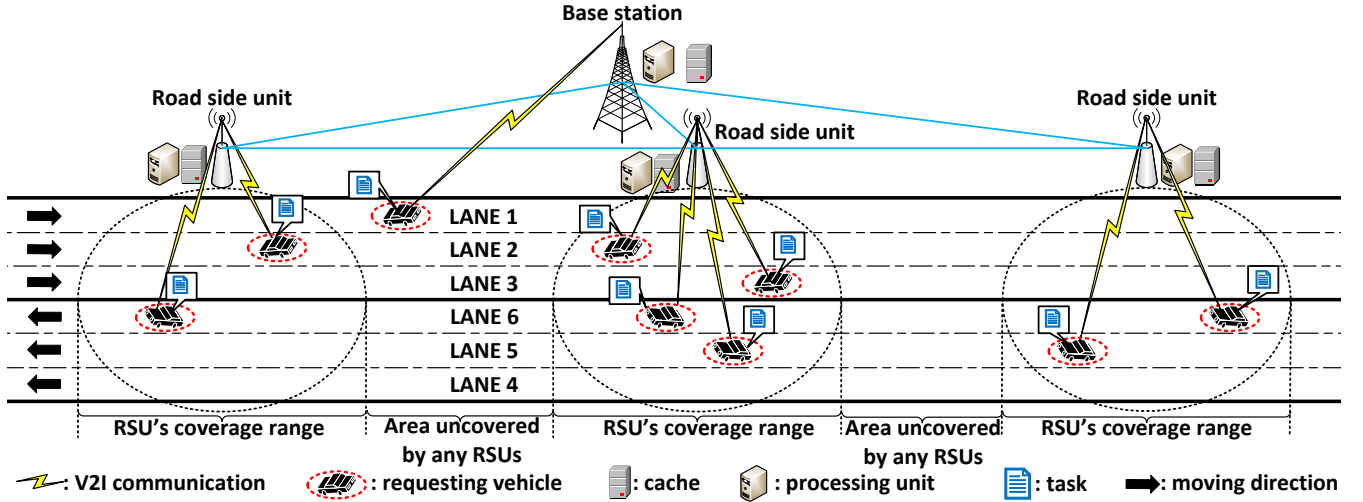 Base station
Road side unit
Road side unit
Road side unit
LANE 1
LANE 2
LANE 3
LANE 6
LANE 5
LANE 4
RSU's coverage range
Area uncovered
by any RSUs
RSU's coverage range
Area uncovered
by any RSUs
RSU's coverage range
: V2I communication
: requesting vehicle
: cache
: processing unit
: task
: moving direction